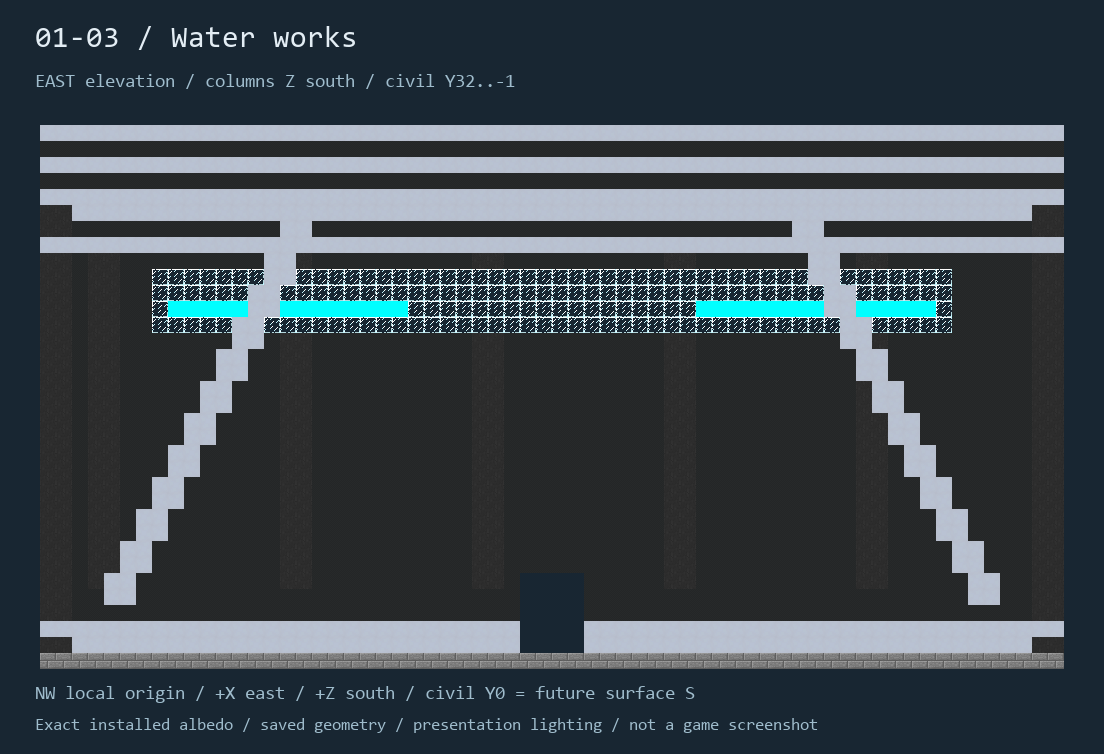 01-03 / Water works
EAST elevation / columns Z south / civil Y32..-1
NW local origin / +X east / +Z south / civil Y0 = future surface S
Exact installed albedo / saved geometry / presentation lighting / not a game screenshot